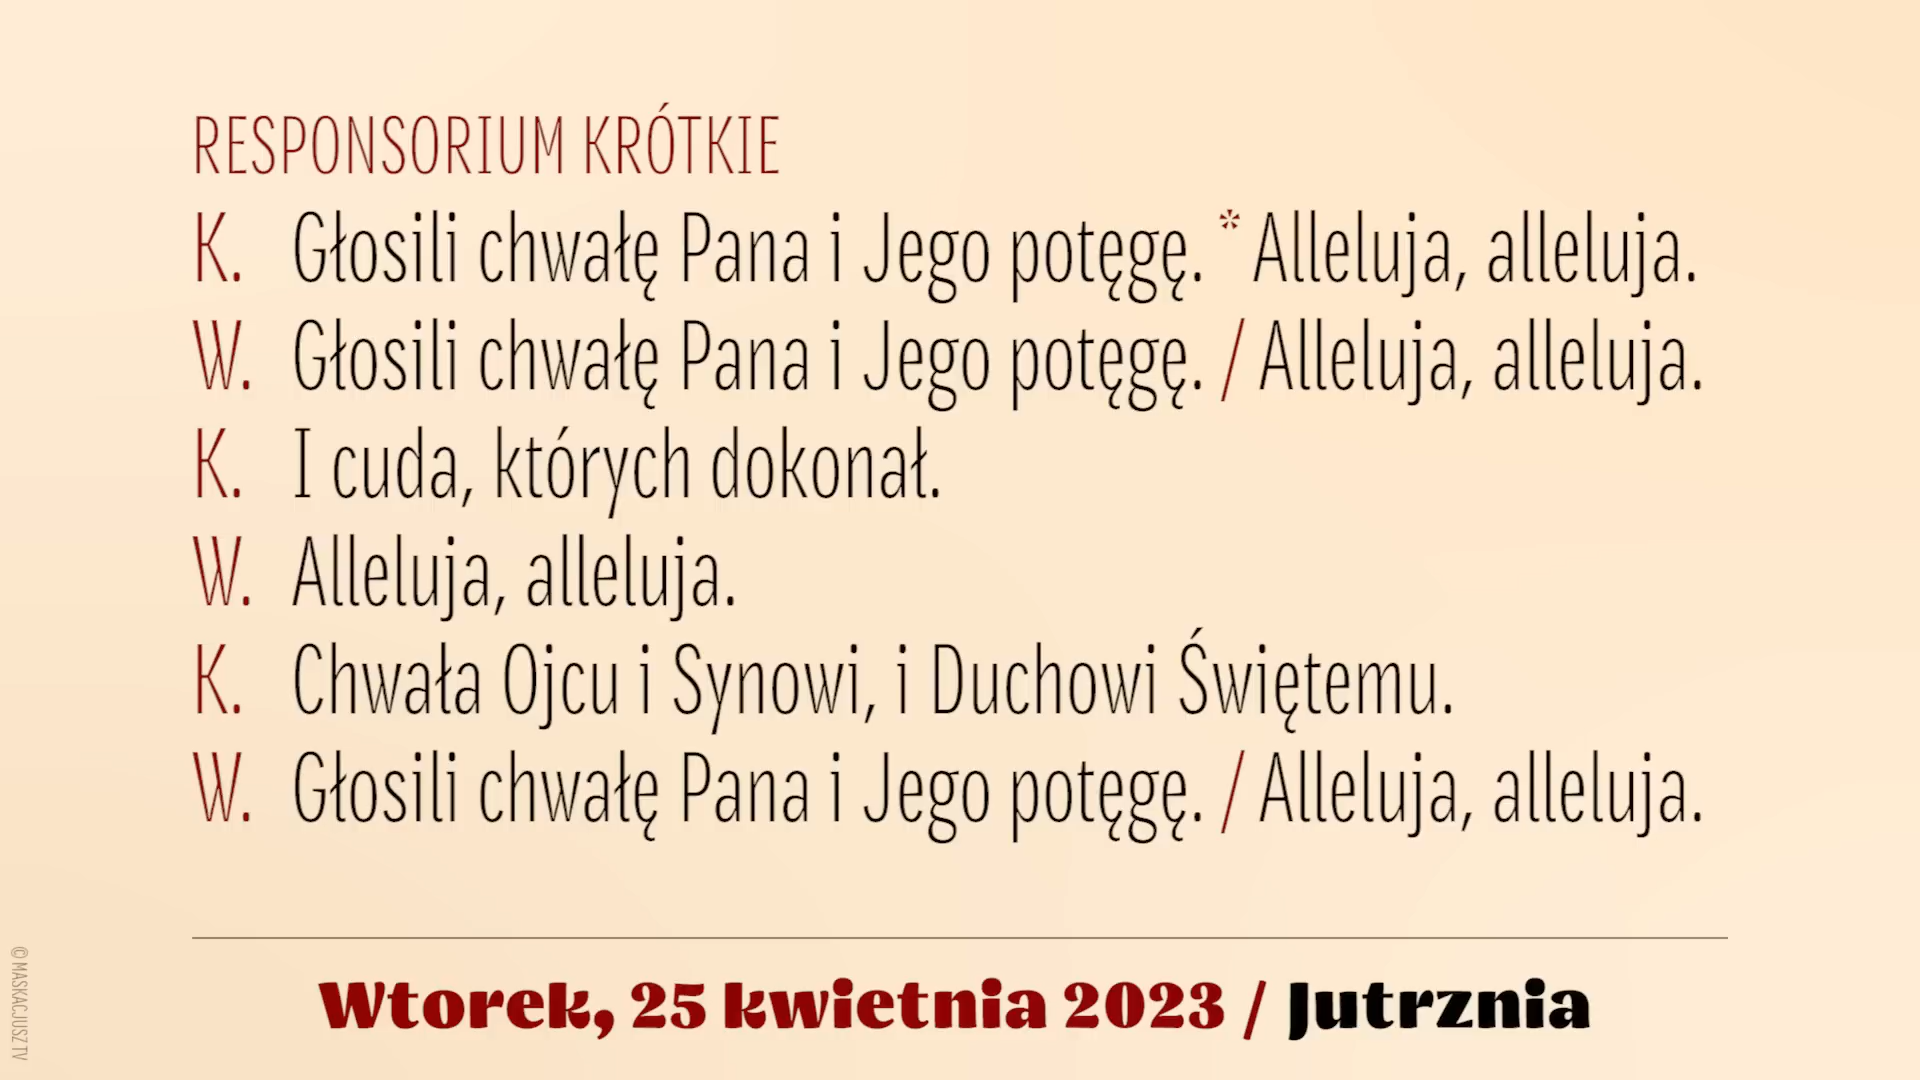 RESPONSORIUM KRÓTKIE
K. Głosili chwałę Pana i Jego potęgę. * Alleluja, alleluja.
W. Głosili chwałę Pana i Jego potęgę. / Alleluja, alleluja.
K. I cuda, których dokonał.
W. Alleluja, alleluja.
K. Chwała Ojcu i Synowi, i Duchowi Świętemu.
W. Głosili chwałę Pana i Jego potęgę. / Alleluja, alleluja.
Wtorek, 25 kwietnia 2023 / Jutrznia
© MASKACJUSZ TV